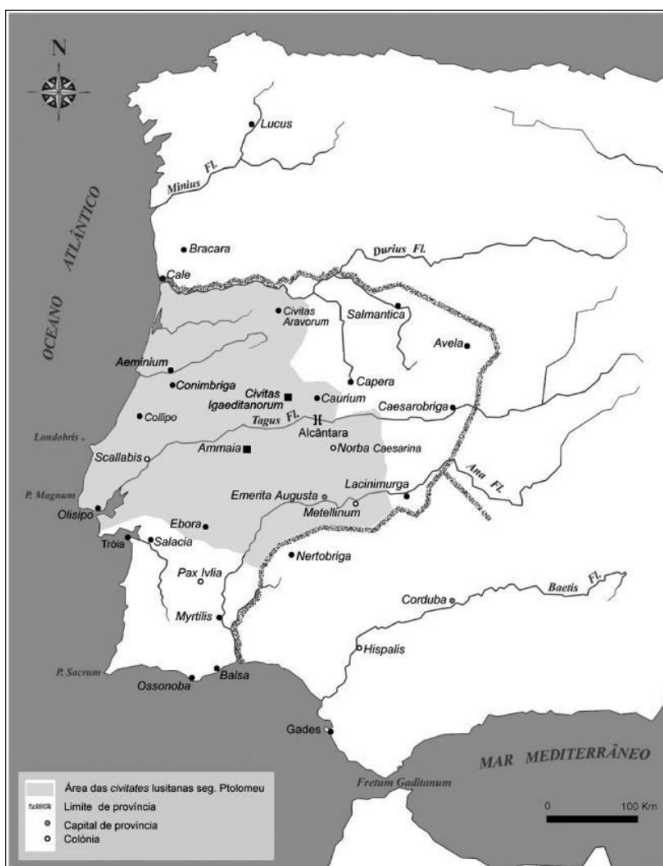 N
Lucus
Minius Fl.
OCEANO ATLÂNTICO
Bracara
Durius Fl.
Cale
Civitas
Aravorum
Salmantica
Avela
Aeminium
Conimbriga
Civitas
Igaeditanorum
Capera
Caurium
Caesarobriga
Collipo
Tagus Fl.
Alcântara
Londobris
Scallabis
Ammaia
Norba Caesarina
Ana Fl.
P. Magnum
Emerita Augusta
Lacinimurga
Metellinum
Olisipo
Ebora
Tróia
Salacia
Nertobriga
Pax Ivlia
Corduba
Baetis Fl.
Myrtilis
Hispalis
P. Sacrum
Balsa
Ossonoba
Gades
MAR MEDITERRÂNEO
Fretum Gaditanum
Área das civitates lusitanas seg. Ptolomeu
Limite de província
Capital de província
Colónia
0 100 Km